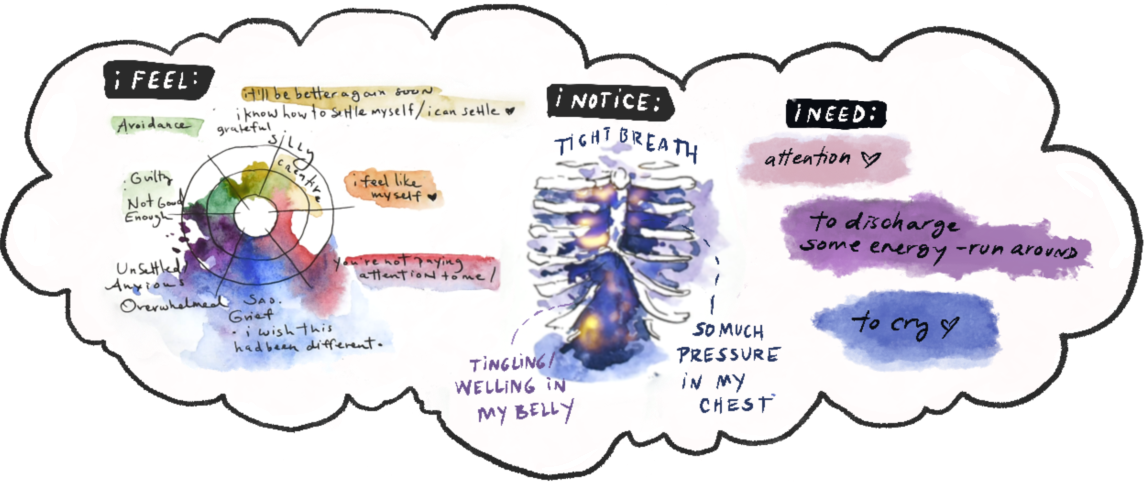 i FEEL:
it'll be better again soon
i know how to settle myself/i can settle ♥
grateful
Avoidance
silly
creative
Guilty
Not Good
Enough
i feel like
myself ♥
Unsettled/
Anxious
Overwhelmed
you're not paying
attention to me!
Sad.
Grief
· i wish this
had been different.
i NOTICE:
TIGHT BREATH
TINGLING/
WELLING IN
MY BELLY
SO MUCH
PRESSURE
iN MY
CHEST
iNEED:
attention ♡
to discharge
some energy - run around
to cry ♡